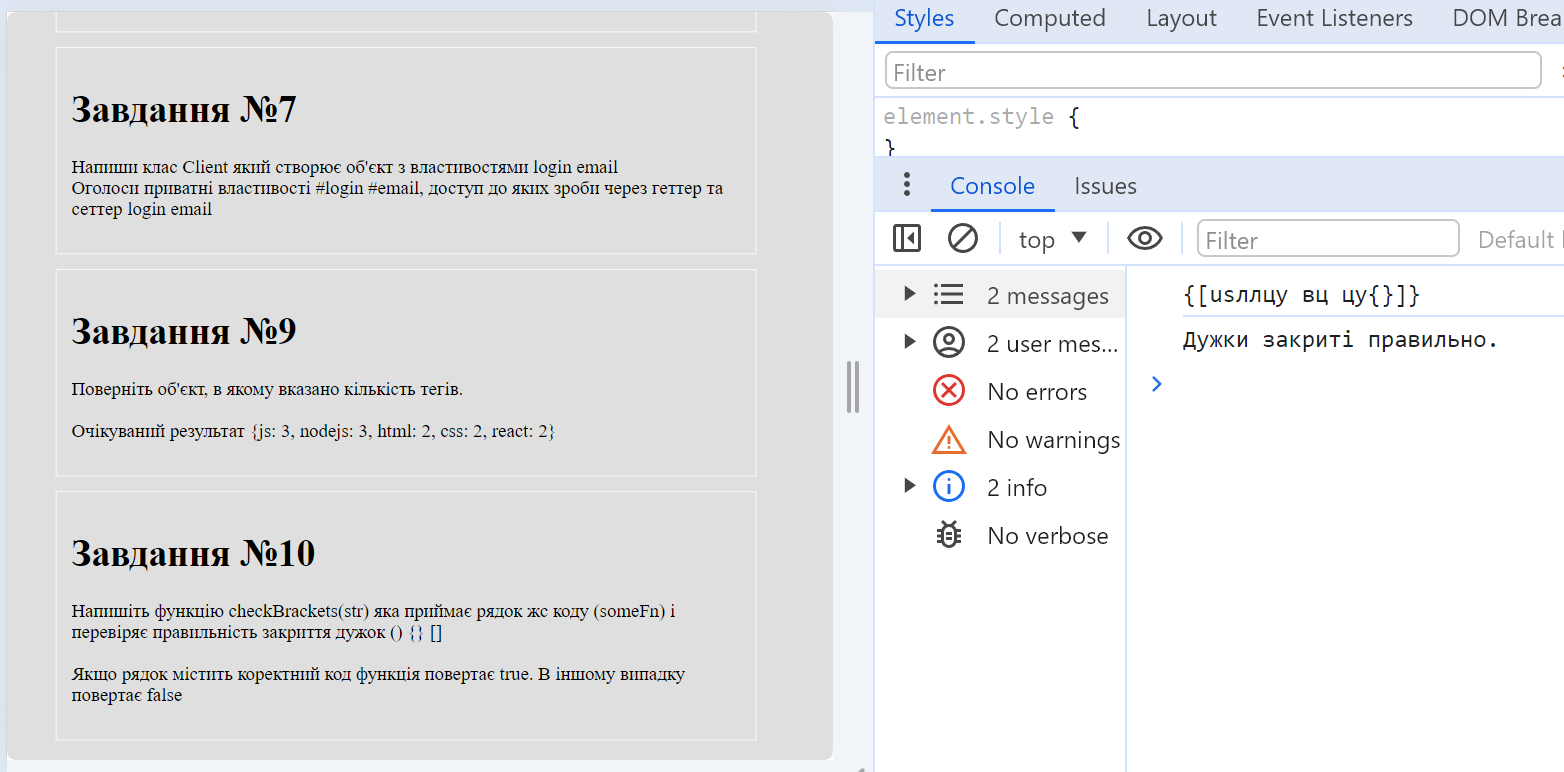 Завдання №7
Напиши клас Client який створює об'єкт з властивостями login email
Оголоси приватні властивості #login #email, доступ до яких зроби через геттер та
сеттер login email
Завдання №9
Поверніть об'єкт, в якому вказано кількість тегів.
Очікуваний результат {js: 3, nodejs: 3, html: 2, css: 2, react: 2}
Завдання №10
Напишіть функцію checkBrackets(str) яка приймає рядок жс коду (someFn) і
перевіряє правильність закриття дужок () {} []
Якщо рядок містить коректний код функція повертає true. В іншому випадку
повертає false
Styles Computed Layout Event Listeners DOM Brea
Filter
element.style {
}
Console Issues
top Filter Default
2 messages
2 user mes...
No errors
No warnings
2 info
No verbose
{[usллцу вц цу{}]}
Дужки закриті правильно.